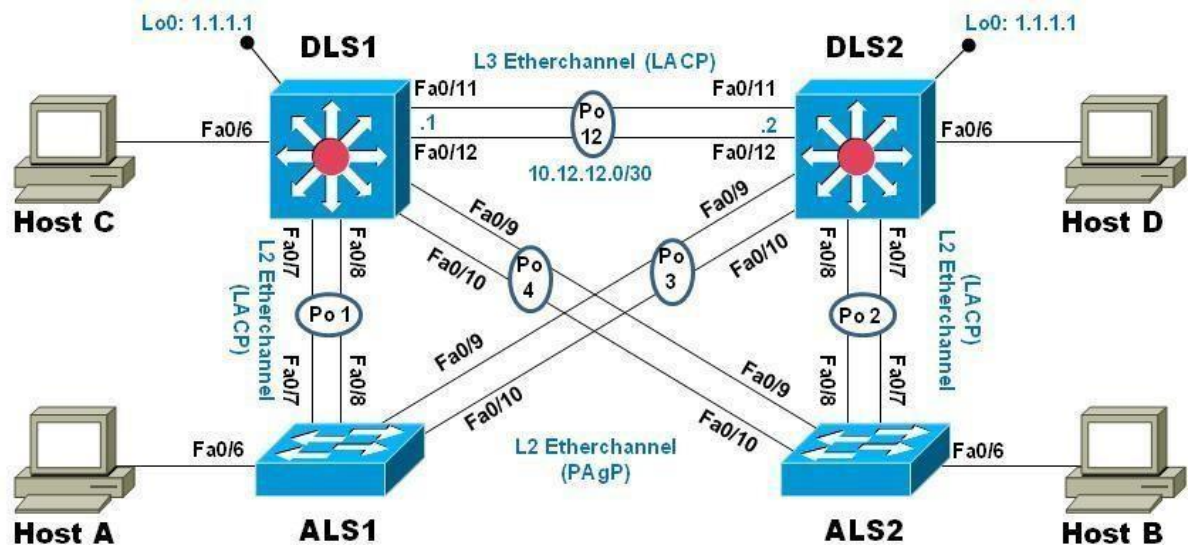 Lo0: 1.1.1.1
Lo0: 1.1.1.1
DLS1
DLS2
L3 Etherchannel (LACP)
Fa0/11
Fa0/11
Fa0/6
.1
Po
12
.2
Fa0/6
Fa0/12
Fa0/12
10.12.12.0/30
Host C
Host D
Fa0/9
Fa0/9
Fa0/7
Fa0/8
Fa0/10
Po
4
Po
3
Fa0/10
Fa0/8
Fa0/7
L2 Etherchannel
(LACP)
Po 1
Po 2
L2 Etherchannel
(LACP)
Fa0/7
Fa0/8
Fa0/9
Fa0/10
Fa0/9
Fa0/10
Fa0/8
Fa0/7
L2 Etherchannel
(PAgP)
Fa0/6
Fa0/6
Host A
ALS1
ALS2
Host B